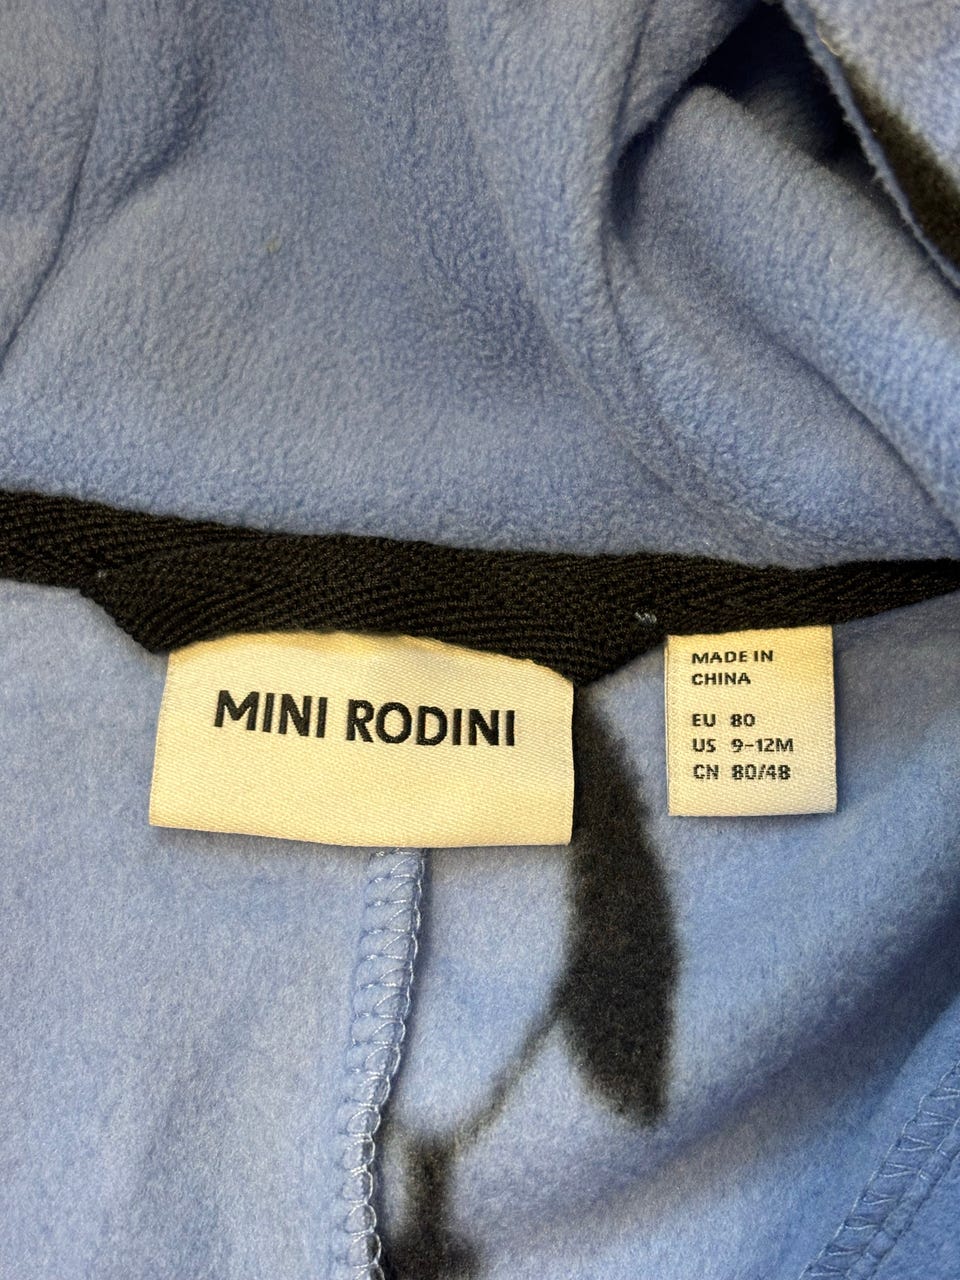 MINI RODINI
MADE IN
CHINA
EU 80
US 9-12M
CN 80/48